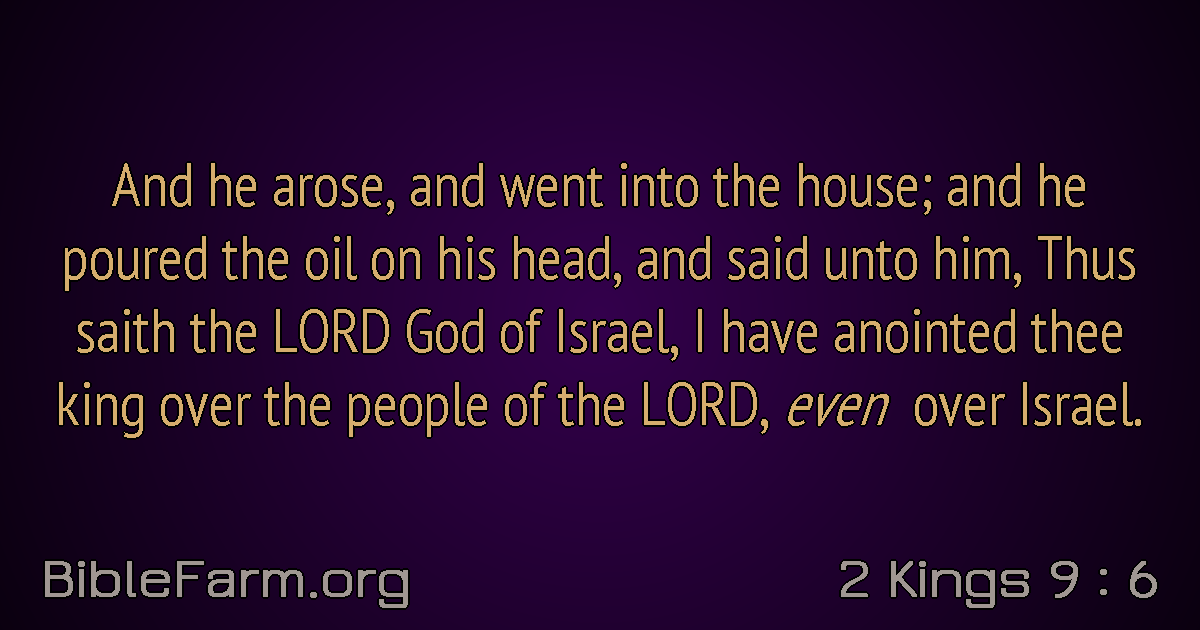 And he arose, and went into the house; and he
poured the oil on his head, and said unto him, Thus
saith the LORD God of Israel, I have anointed thee
king over the people of the LORD, even over Israel.
BibleFarm.org
2 Kings 9 : 6